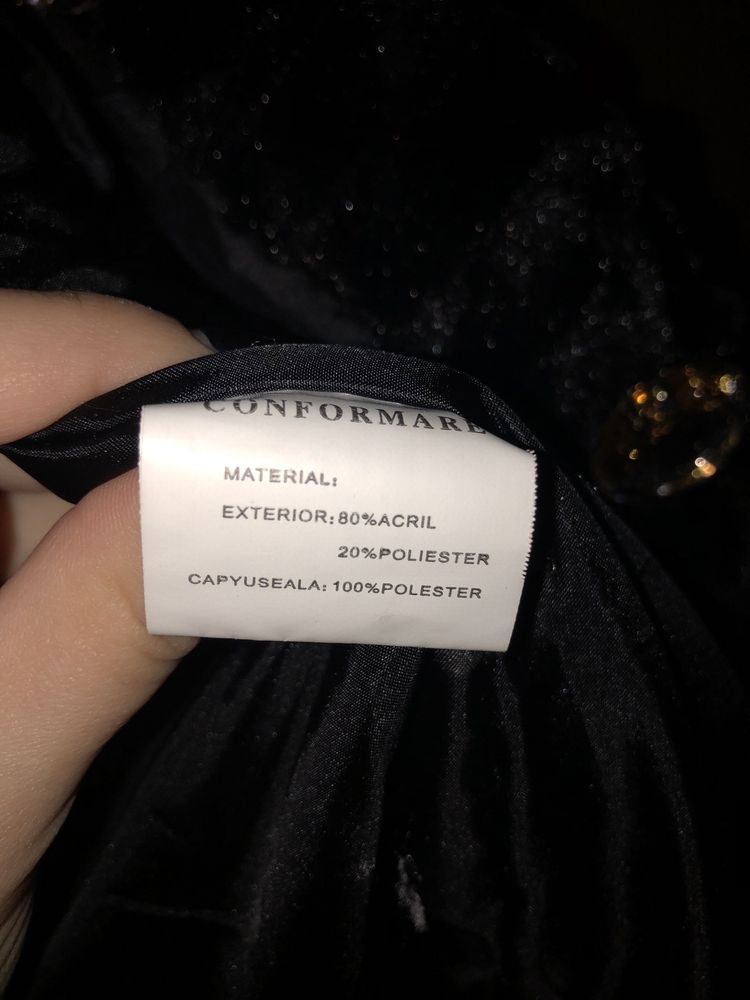 CONFORMARE
MATERIAL:
EXTERIOR:80%ACRIL
20%POLIESTER
CAPYUSEALA:100%POLESTER